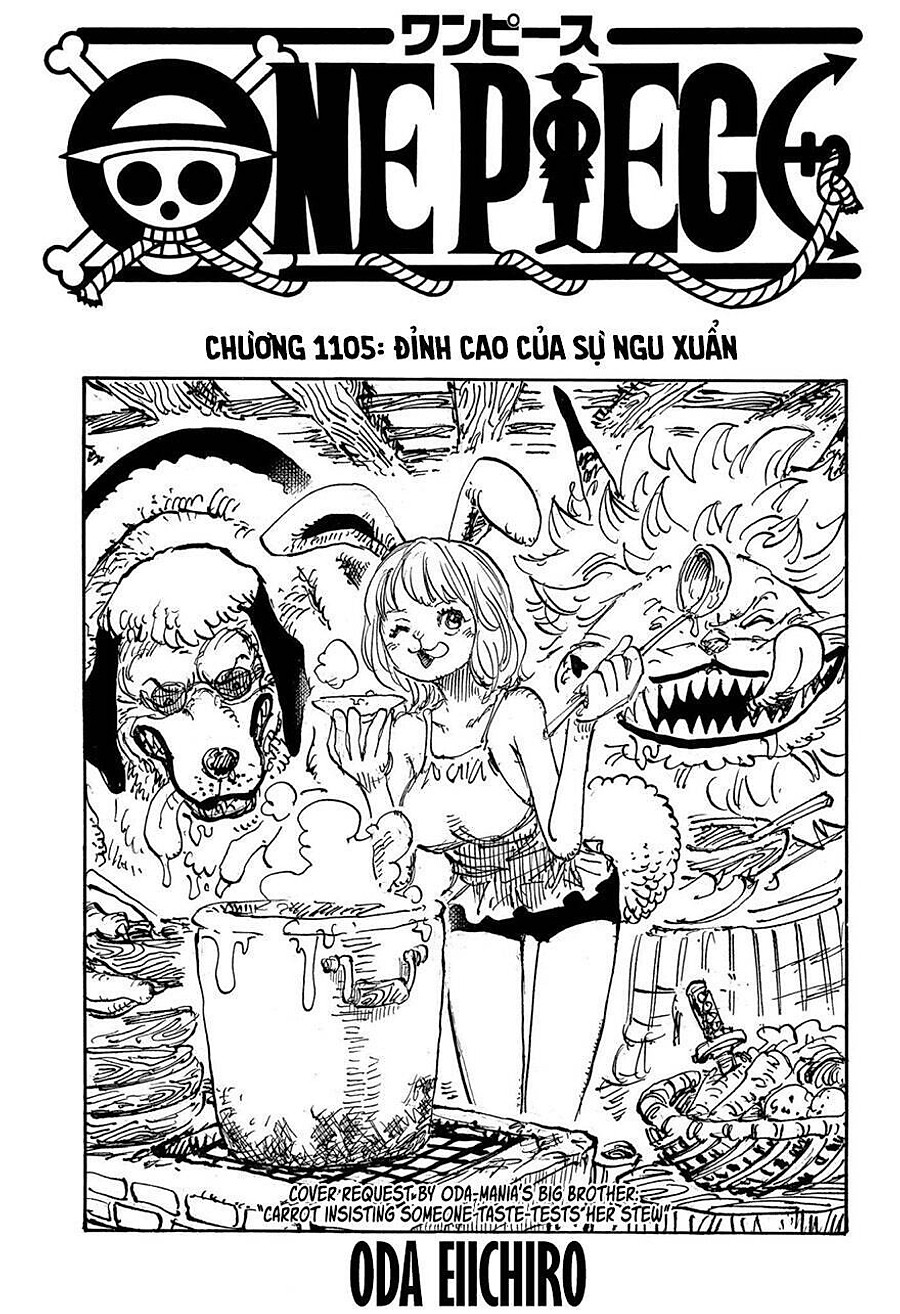 ワンピース
ONE PIECE
CHƯƠNG 1105: ĐỈNH CAO CỦA SỰ NGU XUẨN
COVER REQUEST BY ODA-MANIA'S BIG BROTHER:
"CARROT INSISTING SOMEONE TASTE-TESTS HER STEW"
ODA EIICHIRO